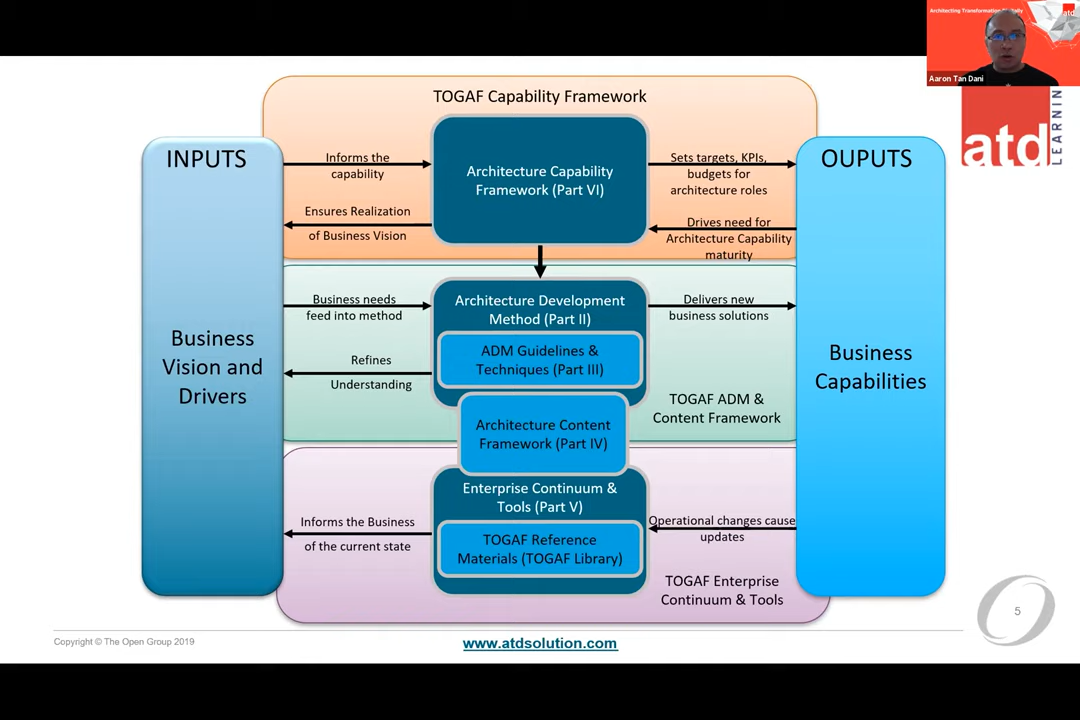 Architecting Transformation Digitally
atd
Aaron Tan Dani
atd
LEARNIN
TOGAF Capability Framework
INPUTS
Business
Vision and
Drivers
Informs the
capability
Ensures Realization
of Business Vision
Architecture Capability
Framework (Part VI)
Sets targets, KPIs,
budgets for
architecture roles
Drives need for
Architecture Capability
maturity
OUPUTS
Business
Capabilities
Business needs
feed into method
Refines
Understanding
Architecture Development
Method (Part II)
ADM Guidelines &
Techniques (Part III)
Delivers new
business solutions
TOGAF ADM &
Content Framework
Architecture Content
Framework (Part IV)
Enterprise Continuum &
Tools (Part V)
TOGAF Reference
Materials (TOGAF Library)
Informs the Business
of the current state
Operational changes cause
updates
TOGAF Enterprise
Continuum & Tools
5
Copyright © The Open Group 2019
www.atdsolution.com